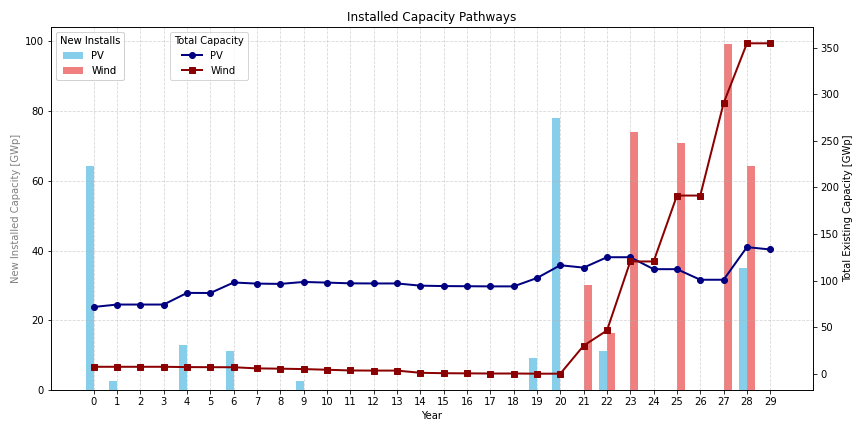 Installed Capacity Pathways
New Installs
PV
Wind
Total Capacity
PV
Wind
New Installed Capacity [GWp]
100
80
60
40
20
0
Total Existing Capacity [GWp]
350
300
250
200
150
100
50
0
0 1 2 3 4 5 6 7 8 9 10 11 12 13 14 15 16 17 18 19 20 21 22 23 24 25 26 27 28 29
Year